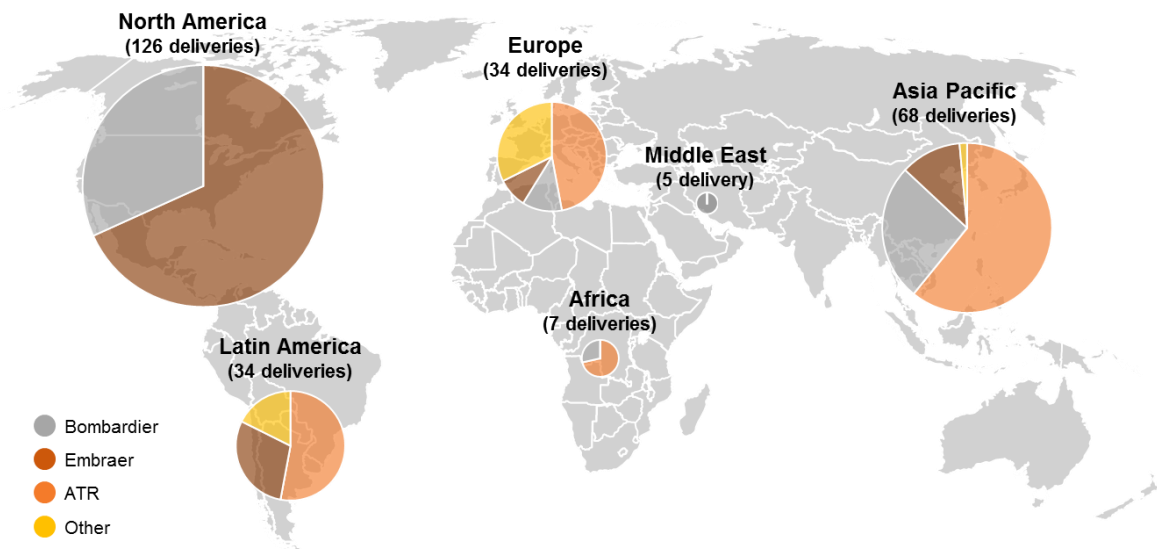 North America
(126 deliveries)
Europe
(34 deliveries)
Asia Pacific
(68 deliveries)
Middle East
(5 delivery)
Africa
(7 deliveries)
Latin America
(34 deliveries)
Bombardier
Embraer
ATR
Other